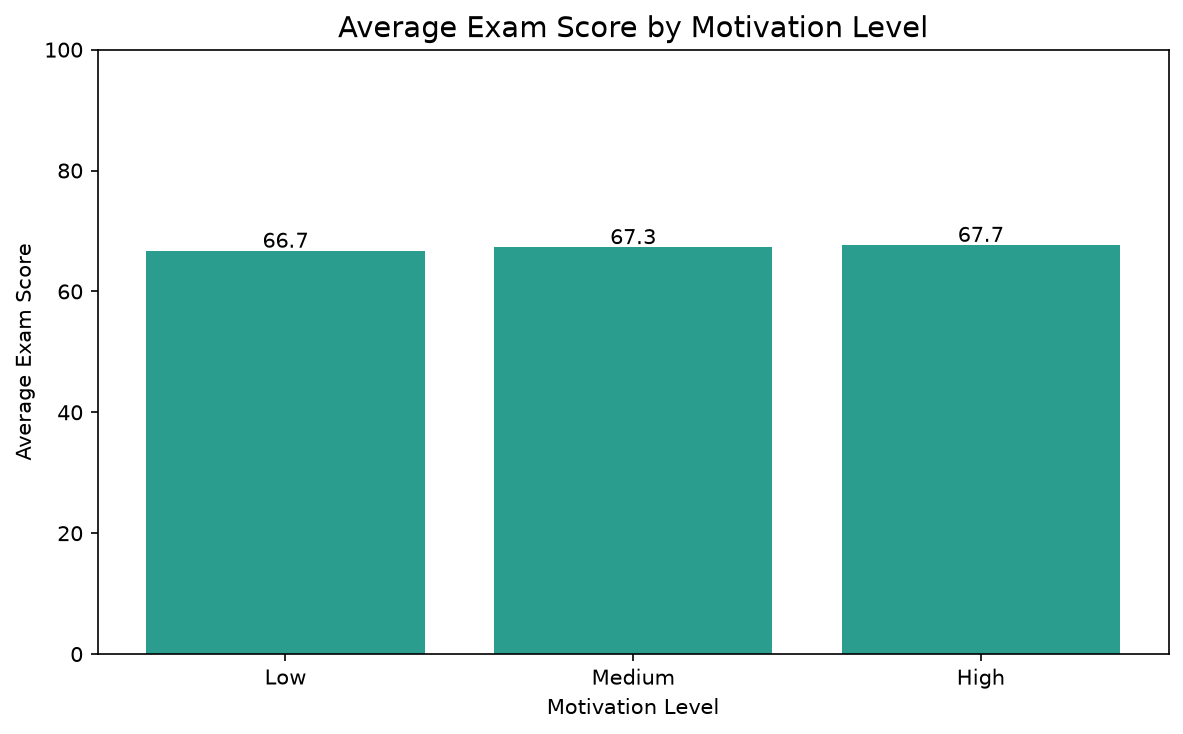 Average Exam Score by Motivation Level
Average Exam Score
100
80
60
40
20
0
66.7
67.3
67.7
Low
Medium
High
Motivation Level